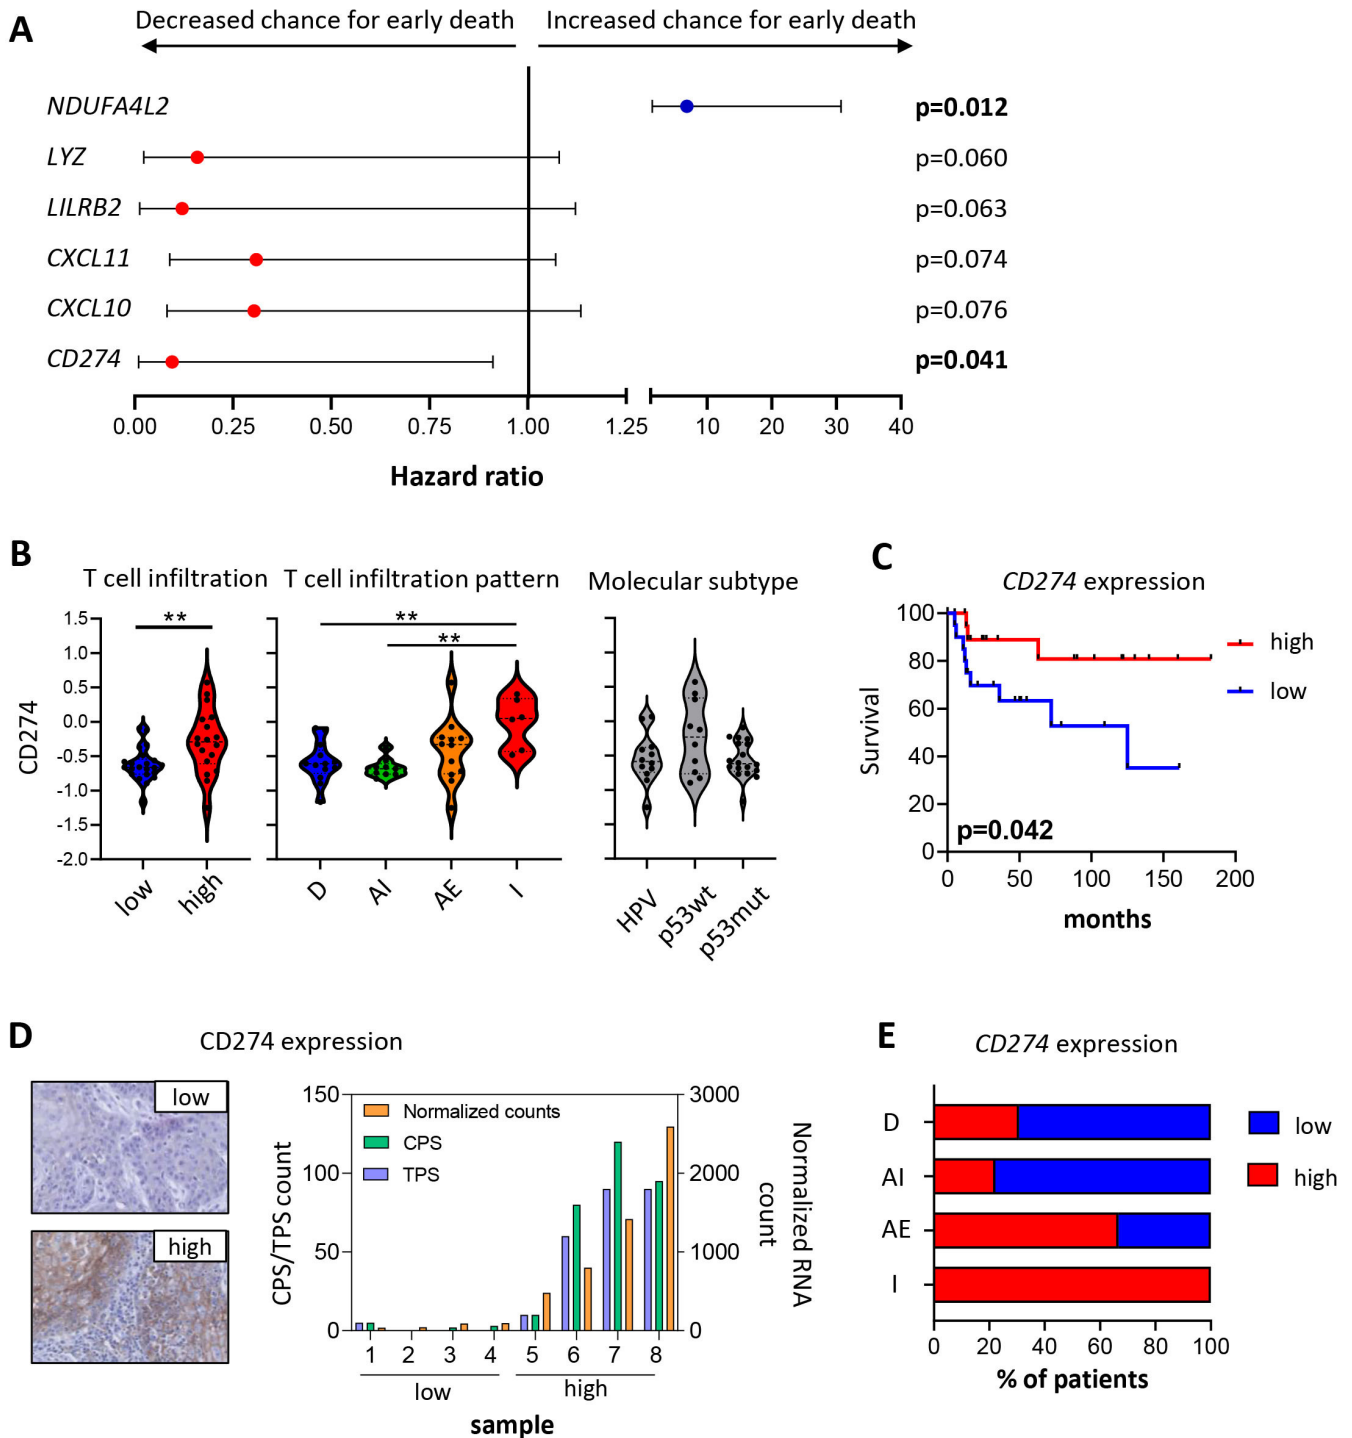 A
Decreased chance for early death
Increased chance for early death
NDUFA4L2
p=0.012
LYZ
p=0.060
LILRB2
p=0.063
CXCL11
p=0.074
CXCL10
p=0.076
CD274
p=0.041
0.00 0.25 0.50 0.75 1.00 1.25 10 20 30 40
Hazard ratio
B
T cell infiltration
T cell infiltration pattern
Molecular subtype
CD274
1.5
1.0
0.5
0.0
-0.5
-1.0
-1.5
-2.0
**
**
**
low high
D AI AE I
HPV p53wt p53mut
C
CD274 expression
Survival
100
80
60
40
20
0
high
low
p=0.042
0 50 100 150 200
months
D
CD274 expression
low
high
CPS/TPS count
150
100
50
0
Normalized counts
CPS
TPS
3000
2000
1000
0
Normalized RNA
count
1 2 3 4 5 6 7 8
low high
sample
E
CD274 expression
D
AI
AE
I
low
high
0 20 40 60 80 100
% of patients